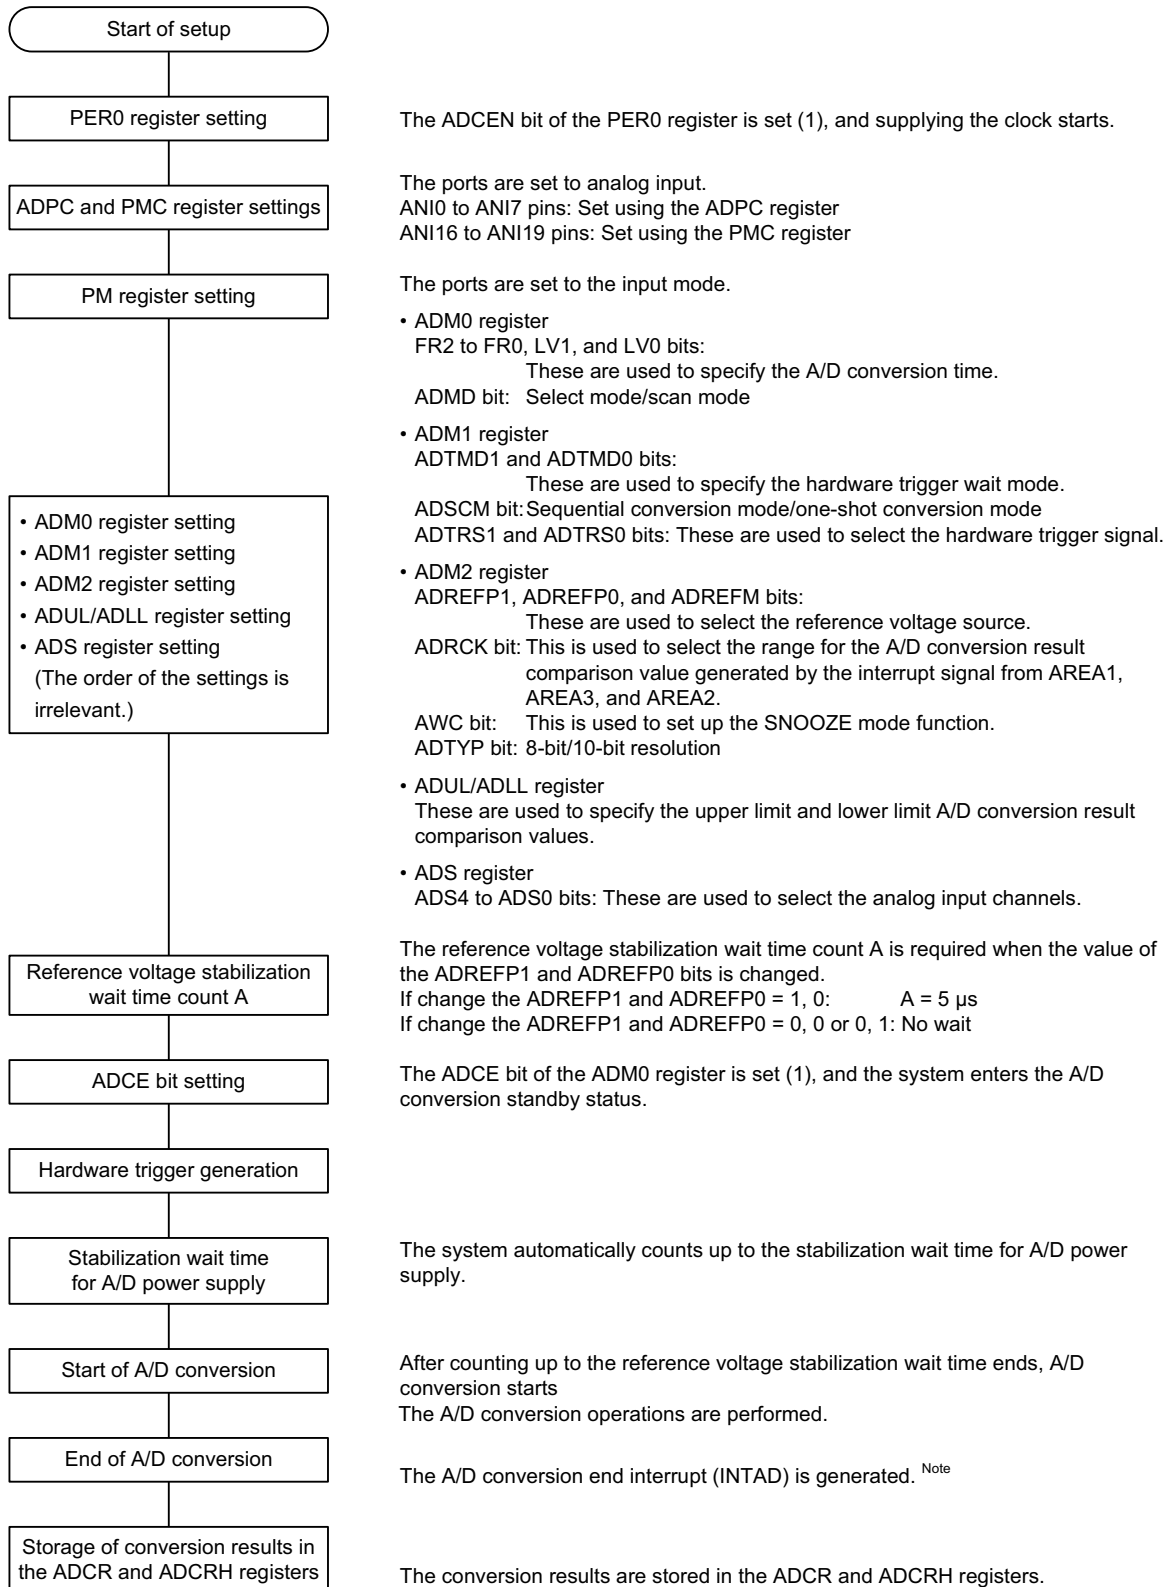 Start of setup
PER0 register setting
The ADCEN bit of the PER0 register is set (1), and supplying the clock starts.
ADPC and PMC register settings
The ports are set to analog input.
ANI0 to ANI7 pins: Set using the ADPC register
ANI16 to ANI19 pins: Set using the PMC register
PM register setting
The ports are set to the input mode.
• ADM0 register setting
• ADM1 register setting
• ADM2 register setting
• ADUL/ADLL register setting
• ADS register setting
(The order of the settings is
irrelevant.)
• ADM0 register
FR2 to FR0, LV1, and LV0 bits:
These are used to specify the A/D conversion time.
ADMD bit: Select mode/scan mode
• ADM1 register
ADTMD1 and ADTMD0 bits:
These are used to specify the hardware trigger wait mode.
ADSCM bit: Sequential conversion mode/one-shot conversion mode
ADTRS1 and ADTRS0 bits: These are used to select the hardware trigger signal.
• ADM2 register
ADREFP1, ADREFP0, and ADREFM bits:
These are used to select the reference voltage source.
ADRCK bit: This is used to select the range for the A/D conversion result
comparison value generated by the interrupt signal from AREA1,
AREA3, and AREA2.
AWC bit: This is used to set up the SNOOZE mode function.
ADTYP bit: 8-bit/10-bit resolution
• ADUL/ADLL register
These are used to specify the upper limit and lower limit A/D conversion result
comparison values.
• ADS register
ADS4 to ADS0 bits: These are used to select the analog input channels.
Reference voltage stabilization
wait time count A
The reference voltage stabilization wait time count A is required when the value of
the ADREFP1 and ADREFP0 bits is changed.
If change the ADREFP1 and ADREFP0 = 1, 0: A = 5 μs
If change the ADREFP1 and ADREFP0 = 0, 0 or 0, 1: No wait
ADCE bit setting
The ADCE bit of the ADM0 register is set (1), and the system enters the A/D
conversion standby status.
Hardware trigger generation
Stabilization wait time
for A/D power supply
The system automatically counts up to the stabilization wait time for A/D power
supply.
Start of A/D conversion
After counting up to the reference voltage stabilization wait time ends, A/D
conversion starts
The A/D conversion operations are performed.
End of A/D conversion
The A/D conversion end interrupt (INTAD) is generated. Note
Storage of conversion results in
the ADCR and ADCRH registers
The conversion results are stored in the ADCR and ADCRH registers.